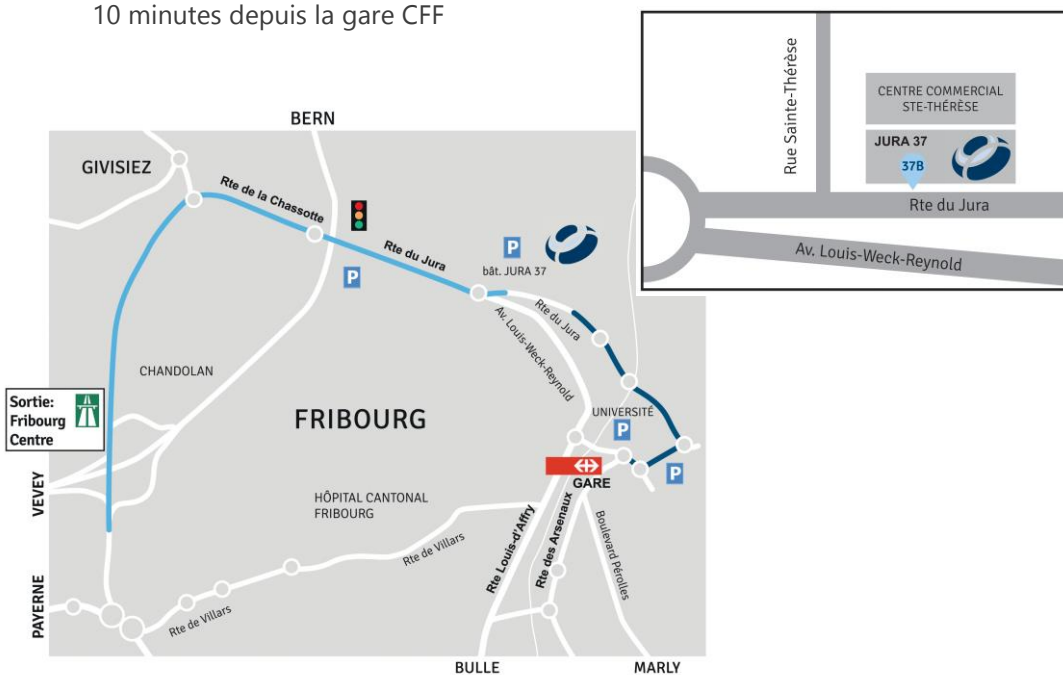 10 minutes depuis la gare CFF
BERN
GIVISIEZ
Rte de la Chassotte
Rte du Jura
P
P
bât. JURA 37
Rte du Jura
Av. Louis-Weck-Reynold
CHANDOLAN
Sortie:
Fribourg
Centre
FRIBOURG
UNIVERSITÉ
P
P
GARE
VEVEY
HÔPITAL CANTONAL
FRIBOURG
Rte de Villars
Rte Louis-d'Affry
Rte des Arsenaux
Boulevard Pérolles
PAYERNE
Rte de Villars
BULLE
MARLY
Rue Sainte-Thérèse
CENTRE COMMERCIAL
STE-THÉRÈSE
JURA 37
37B
Rte du Jura
Av. Louis-Weck-Reynold